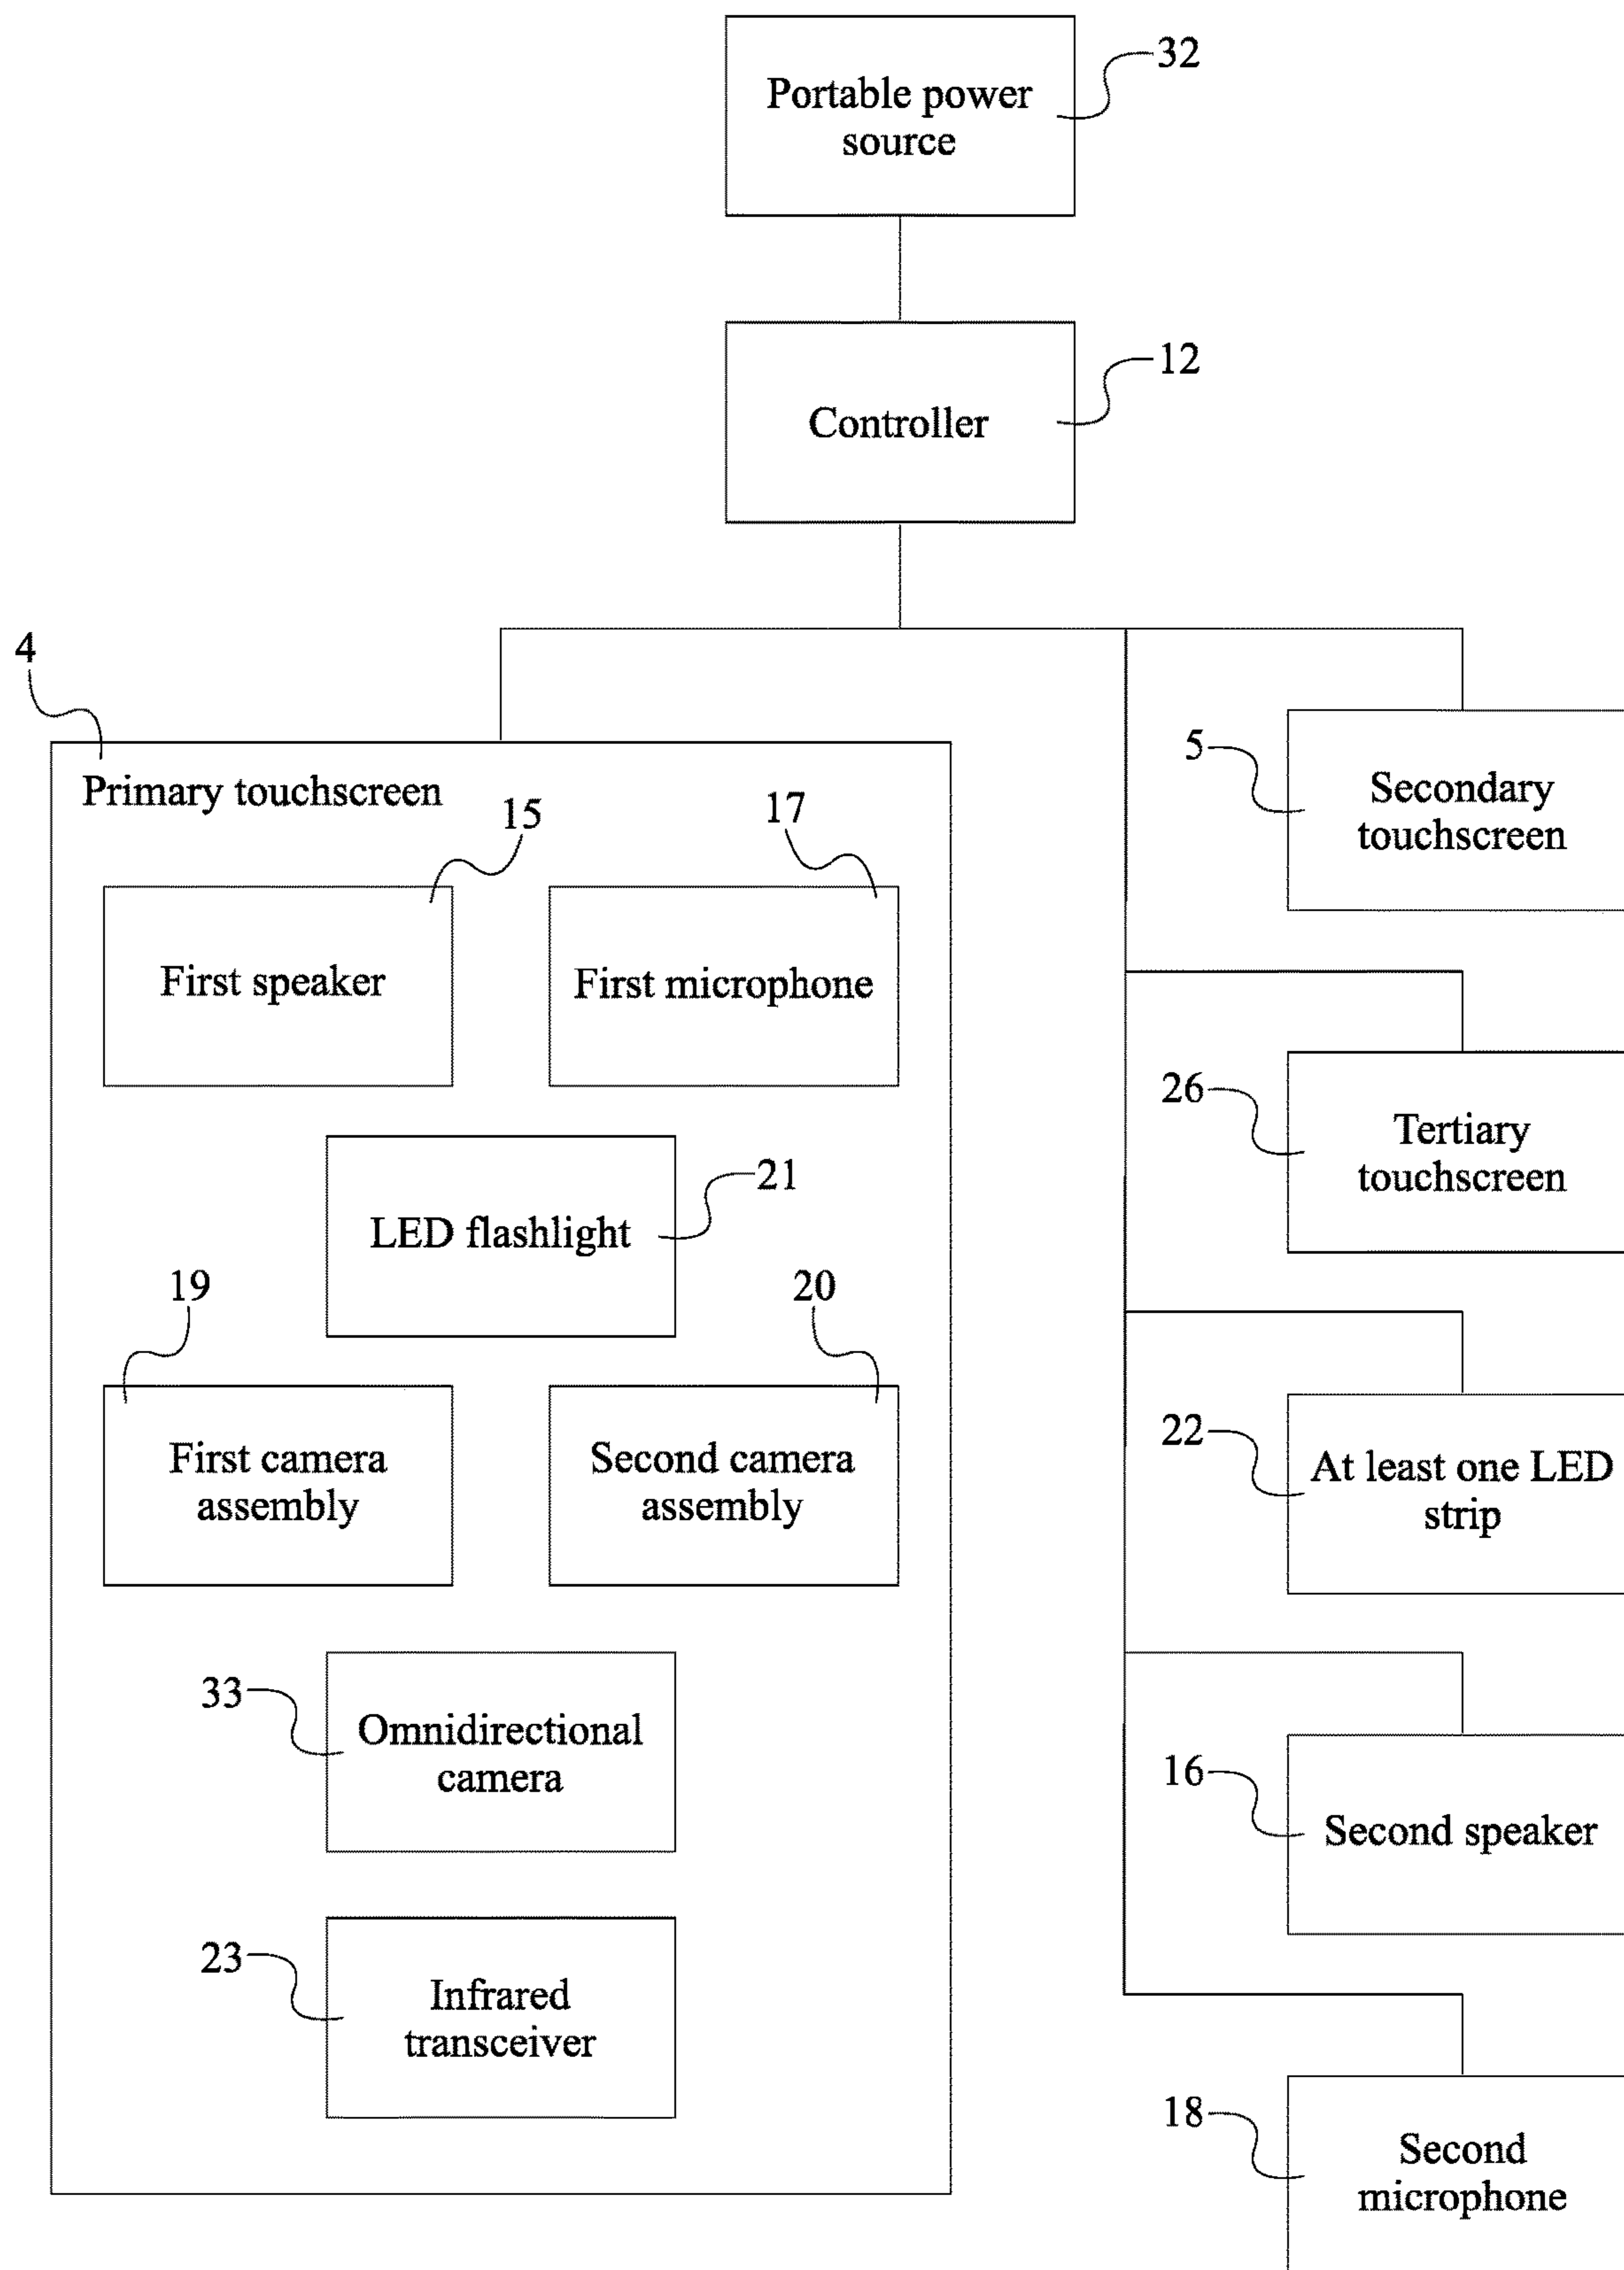 Portable power
source
32
Controller
12
4
Primary touchscreen
15
17
First speaker
First microphone
LED flashlight
21
19
20
First camera
assembly
Second camera
assembly
33
Omnidirectional
camera
23
Infrared
transceiver
5
Secondary
touchscreen
26
Tertiary
touchscreen
22
At least one LED
strip
16
Second speaker
18
Second
microphone